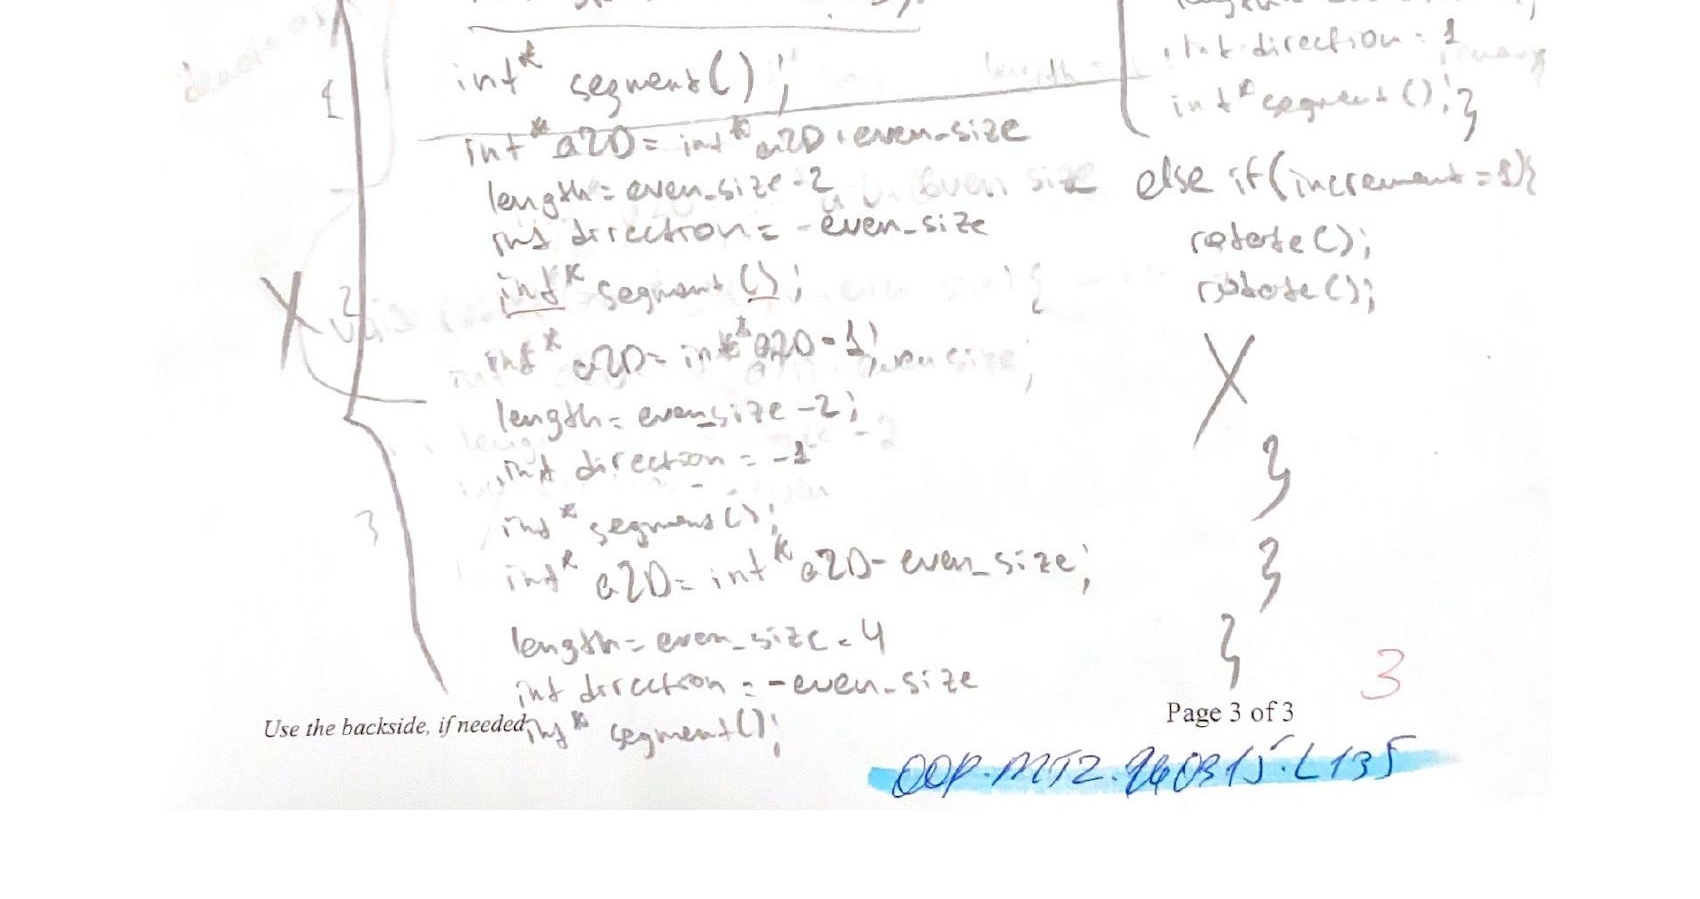 int* segment();
int* a2D = int* a2D + even_size
length = even_size - 2
int direction = - even_size
int* segment();
int* a2D = int* a2D - 1;
length = even_size - 2;
int direction = -1
int* segment();
int* a2D = int* a2D - even_size;
length = even_size - 4
int direction = - even_size
int* segment();
1
2
3
int direction = 1
int* segment(); }
else if (increment = 1) {
rotate();
rotate();
}
}
}
3
Use the backside, if needed
Page 3 of 3
OOP.MT2.240315.L135